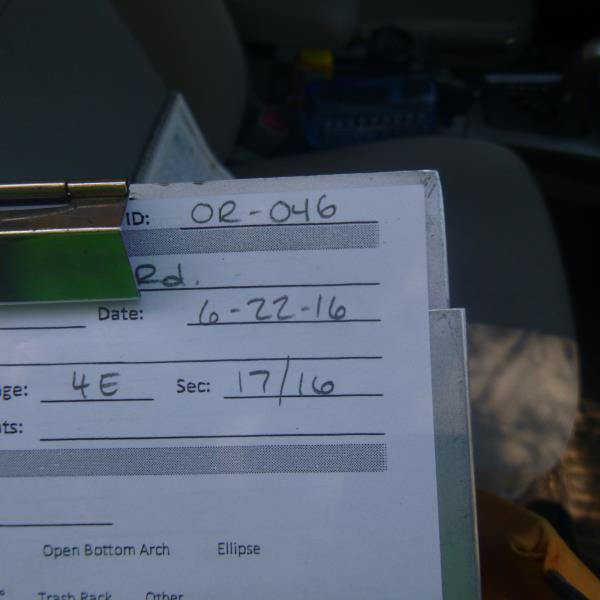 ID: OR-046
Rd.
Date: 6-22-16
ge: 4E Sec: 17/16
ts:
Open Bottom Arch Ellipse
Trash Rack Other